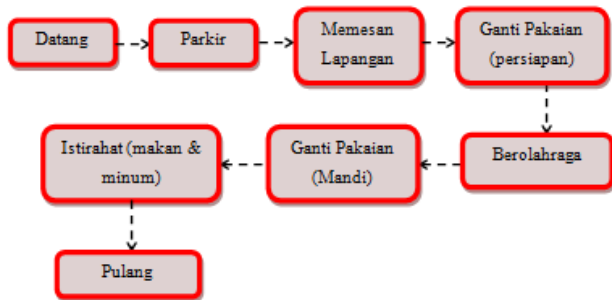 Datang
Parkir
Memesan
Lapangan
Ganti Pakaian
(persiapan)
Berolahraga
Ganti Pakaian
(Mandi)
Istirahat (makan &
minum)
Pulang